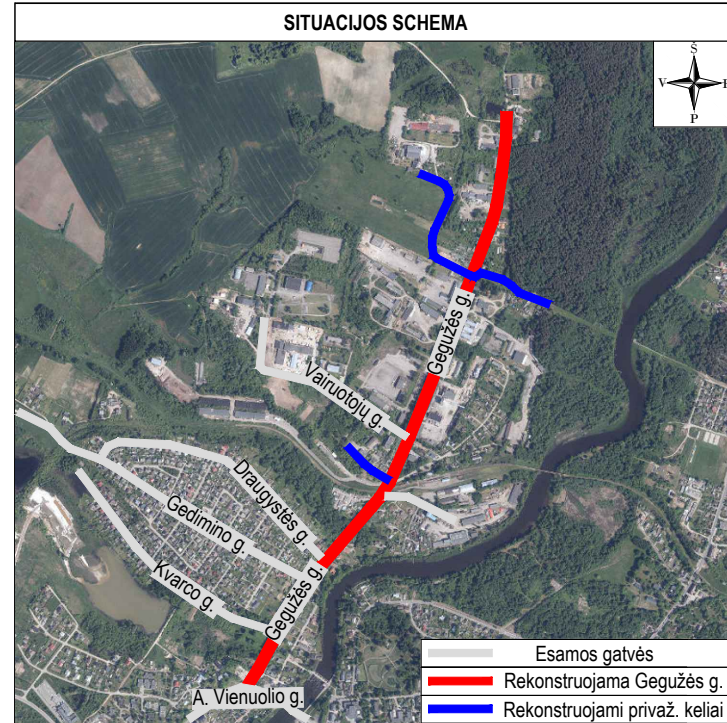 SITUACIJOS SCHEMA
Š
V
P
Gegužės g.
Vairuotojų g.
Draugystės g.
Gedimino g.
Kvarco g.
Gegužės g.
A. Vienuolio g.
Esamos gatvės
Rekonstruojama Gegužės g.
Rekonstruojami privaž. keliai